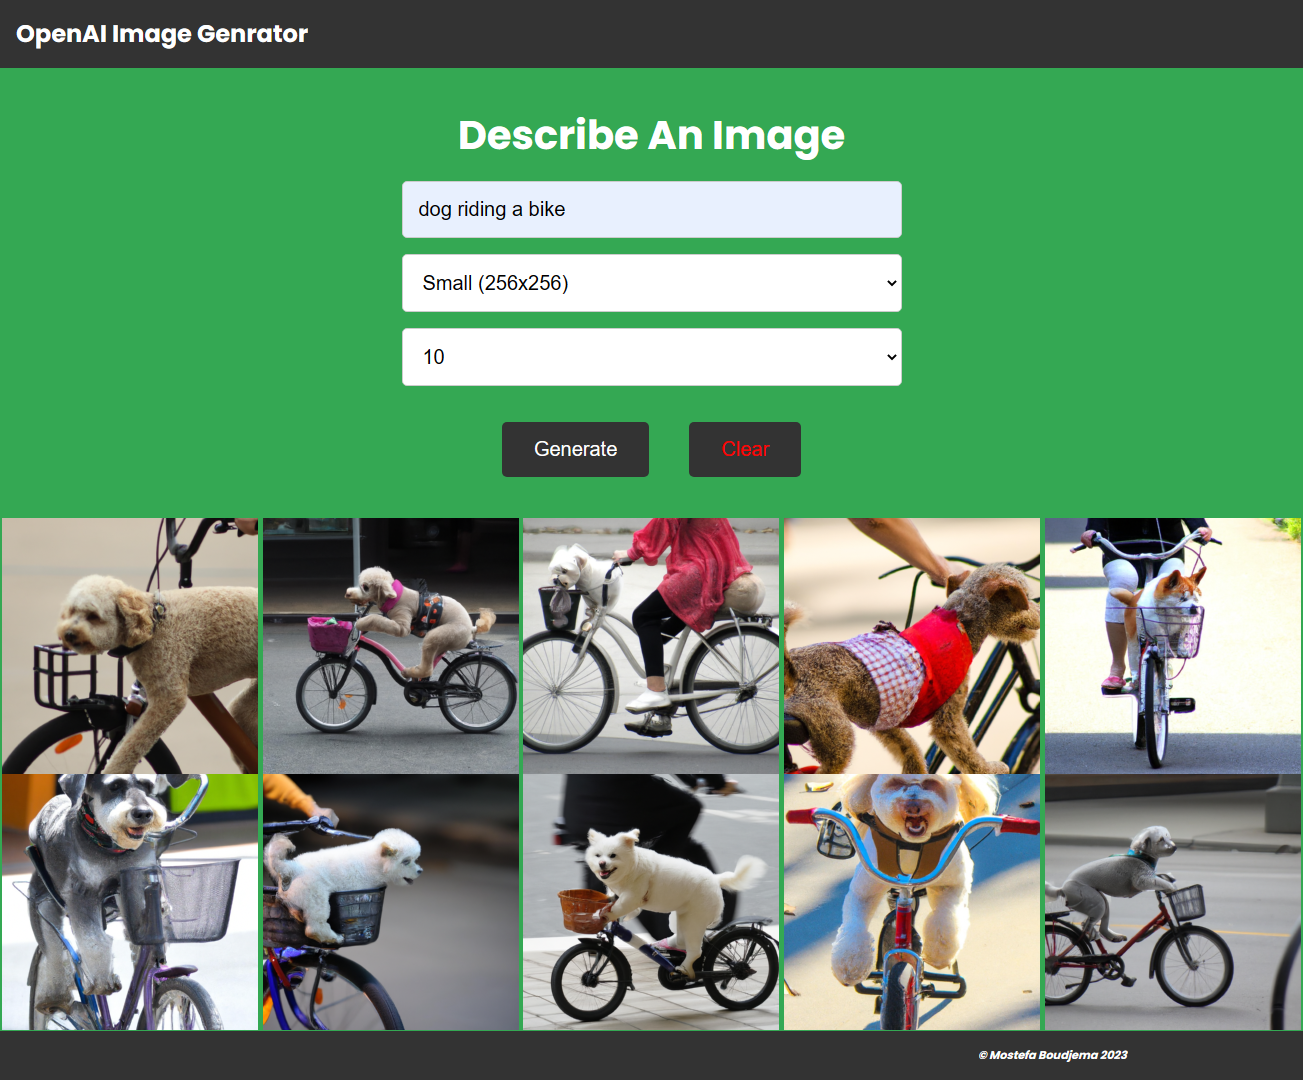 OpenAI Image Genrator
Describe An Image
dog riding a bike
Small (256x256)
10
Generate
Clear
© Mostefa Boudjema 2023